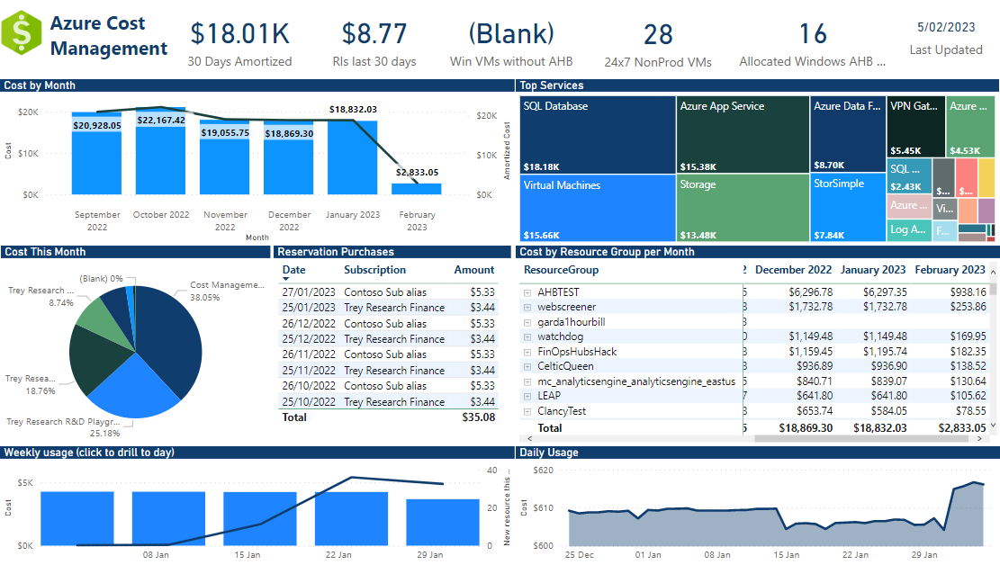 Azure Cost
Management
$18.01K
30 Days Amortized
$8.77
RIs last 30 days
(Blank)
Win VMs without AHB
28
24x7 NonProd VMs
16
Allocated Windows AHB ...
5/02/2023
Last Updated
Cost by Month
Cost
$20K
$10K
$0K
$20,928.05
$22,167.42
$19,055.75
$18,869.30
$18,832.03
$2,833.05
$20K
$10K
$0K
Amortized Cost
September
2022
October 2022
November
2022
December
2022
January 2023
February
2023
Month
Top Services
SQL Database
$18.18K
Virtual Machines
$15.66K
Azure App Service
$15.38K
Storage
$13.48K
Azure Data F...
$8.70K
StorSimple
$7.84K
VPN Gat...
$5.45K
Azure ...
$4.53K
SQL ...
$2.43K
$...
$...
Azure ...
Vi...
Log A...
F...
Cost This Month
(Blank) 0%
Trey Research ...
8.74%
Trey Resea...
18.76%
Trey Research R&D Playgr...
25.18%
Cost Manageme...
38.05%
Reservation Purchases
Date Subscription Amount
27/01/2023 Contoso Sub alias $5.33
25/01/2023 Trey Research Finance $3.44
26/12/2022 Contoso Sub alias $5.33
25/12/2022 Trey Research Finance $3.44
26/11/2022 Contoso Sub alias $5.33
25/11/2022 Trey Research Finance $3.44
26/10/2022 Contoso Sub alias $5.33
25/10/2022 Trey Research Finance $3.44
Total $35.08
Cost by Resource Group per Month
ResourceGroup 2 December 2022 January 2023 February 2023
AHBTEST 5 $6,296.78 $6,297.35 $938.16
webscreener 3 $1,732.78 $1,732.78 $253.86
garda1hourbill 3
watchdog 0 $1,149.48 $1,149.48 $169.95
FinOpsHubsHack $1,159.45 $1,195.74 $182.35
CelticQueen 3 $936.89 $936.90 $138.52
mc_analyticsengine_analyticsengine_eastus $840.71 $839.07 $130.64
LEAP 7 $641.80 $641.80 $105.62
ClancyTest 3 $653.74 $584.05 $78.55
Total 5 $18,869.30 $18,832.03 $2,833.05
Weekly usage (click to drill to day)
Cost
$5K
$0K
40
20
0
New resource this ...
08 Jan
15 Jan
22 Jan
29 Jan
Daily Usage
Cost
$620
$610
$600
25 Dec
01 Jan
08 Jan
15 Jan
22 Jan
29 Jan